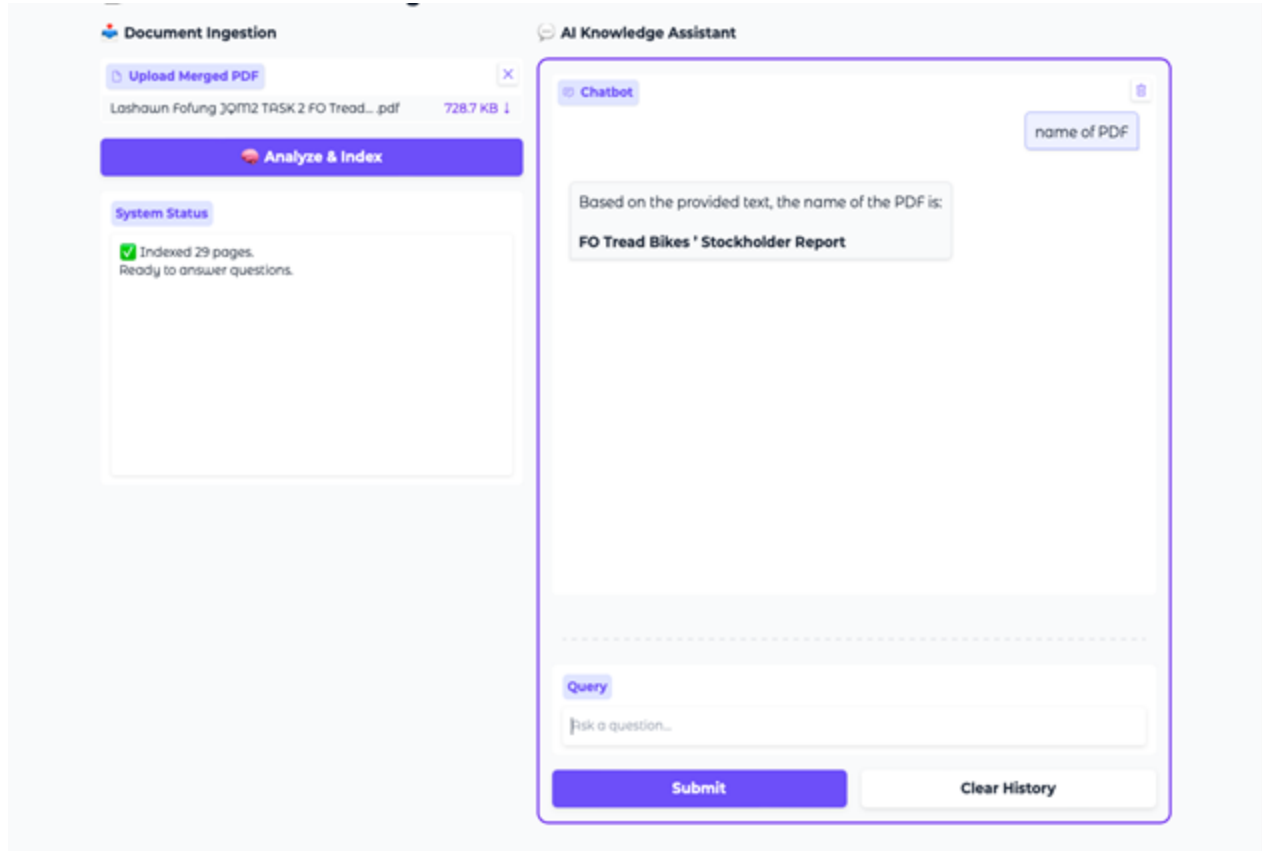 Document Ingestion
Upload Merged PDF
Lashawn Fofung JQM2 TASK 2 FO Tread... .pdf 728.7 KB ↓
Analyze & Index
System Status
✅ Indexed 29 pages.
Ready to answer questions.
AI Knowledge Assistant
Chatbot
name of PDF
Based on the provided text, the name of the PDF is:
FO Tread Bikes ' Stockholder Report
Query
Ask a question...
Submit
Clear History